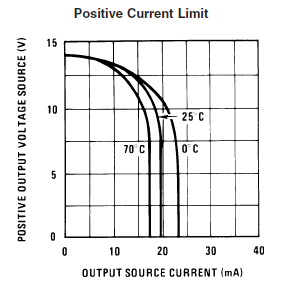 Positive Current Limit
POSITIVE OUTPUT VOLTAGE SOURCE (V)
15
10
5
0
25°C
70°C
0°C
0 10 20 30 40
OUTPUT SOURCE CURRENT (mA)